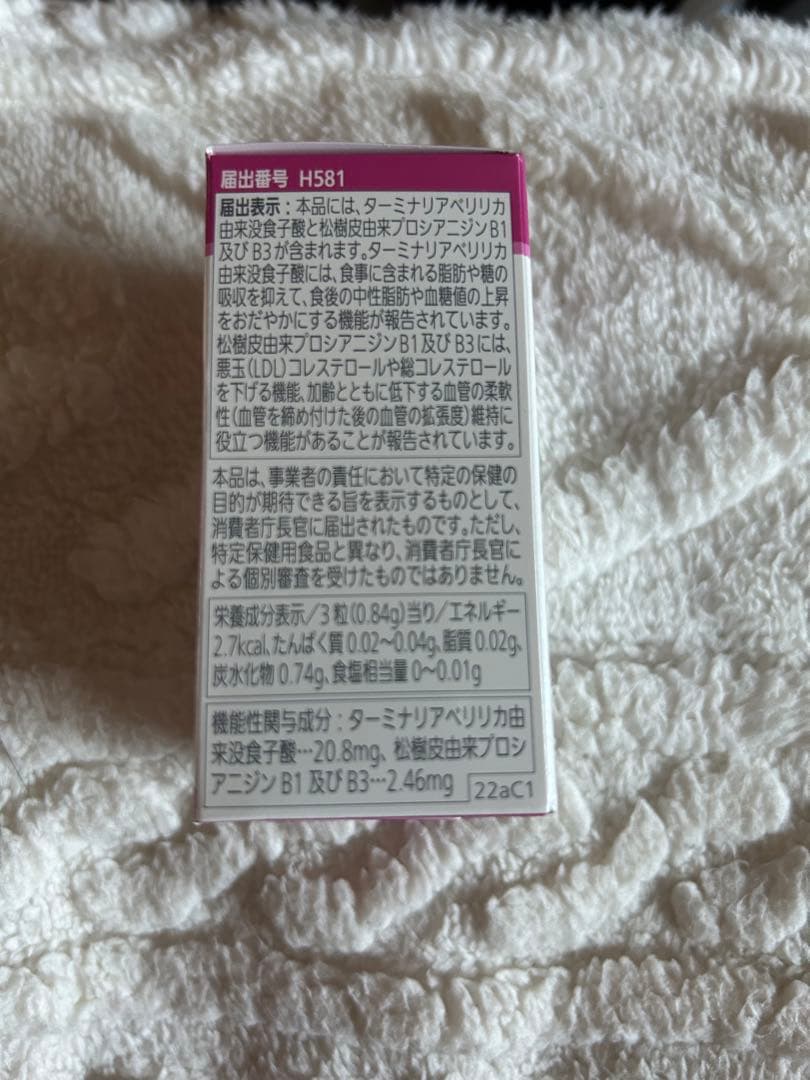 届出番号 H581
届出表示：本品には、ターミナリアベリリカ
由来没食子酸と松樹皮由来プロシアニジンB1
及びB3が含まれます。ターミナリアベリリカ
由来没食子酸には、食事に含まれる脂肪や糖の
吸収を抑えて、食後の中性脂肪や血糖値の上昇
をおだやかにする機能が報告されています。
松樹皮由来プロシアニジンB1及びB3には、
悪玉（LDL）コレステロールや総コレステロール
を下げる機能、加齢とともに低下する血管の柔軟
性（血管を締め付けた後の血管の拡張度）維持に
役立つ機能があることが報告されています。
本品は、事業者の責任において特定の保健の
目的が期待できる旨を表示するものとして、
消費者庁長官に届出されたものです。ただし、
特定保健用食品と異なり、消費者庁長官に
よる個別審査を受けたものではありません。
栄養成分表示／3粒（0.84g）当り／エネルギー
2.7kcal、たんぱく質 0.02〜0.04g、脂質 0.02g、
炭水化物 0.74g、食塩相当量 0〜0.01g
機能性関与成分：ターミナリアベリリカ由
来没食子酸…20.8mg、松樹皮由来プロシ
アニジンB1及びB3…2.46mg
22aC1